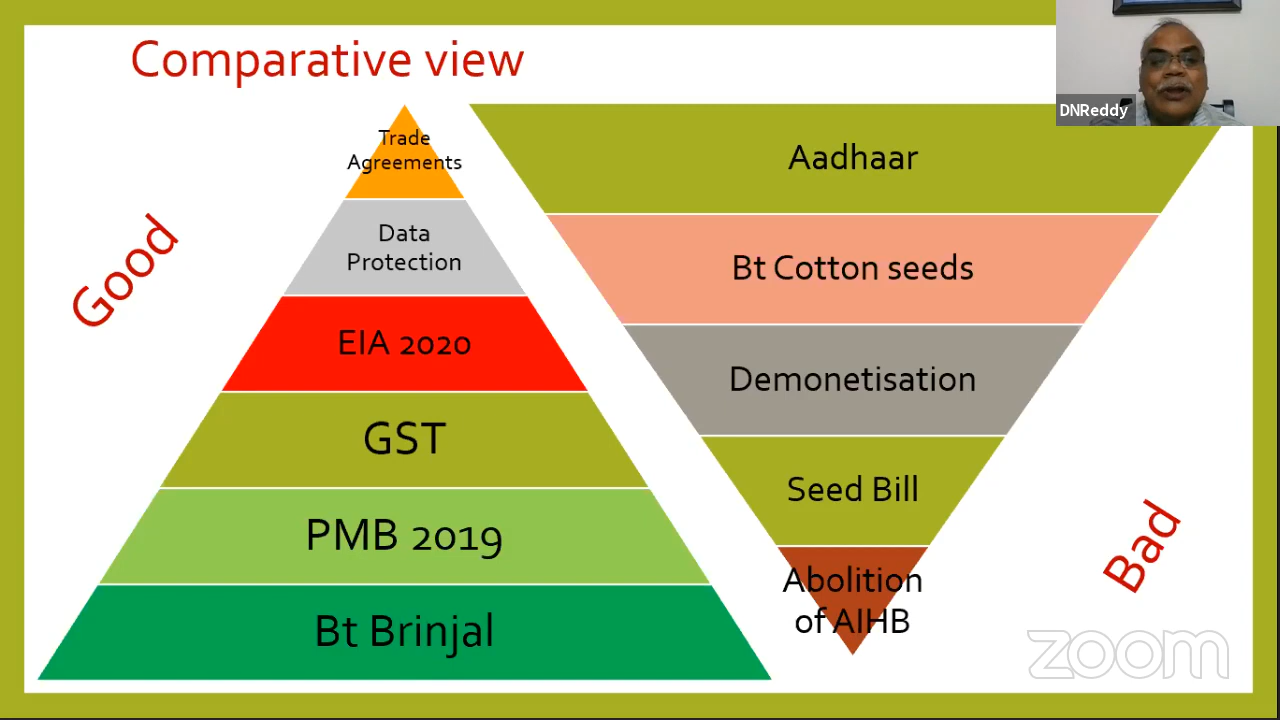 Comparative view
DNReddy
Good
Trade
Agreements
Data
Protection
EIA 2020
GST
PMB 2019
Bt Brinjal
Aadhaar
Bt Cotton seeds
Demonetisation
Seed Bill
Abolition
of AIHB
Bad
zoom